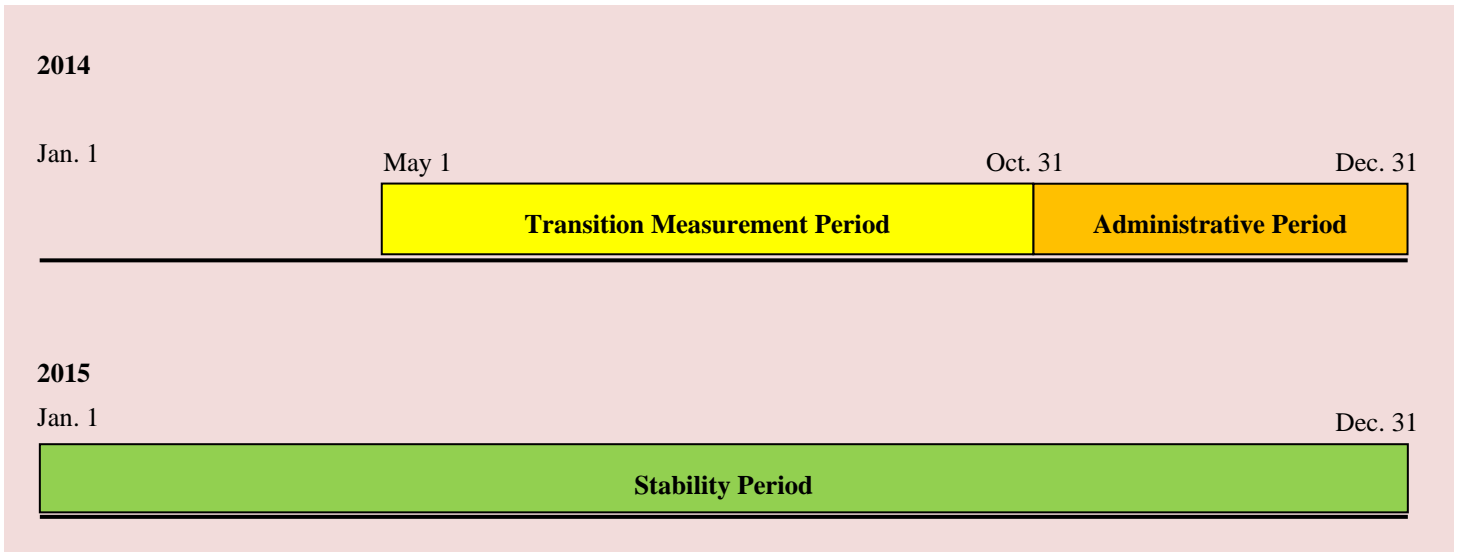 2014
Jan. 1
May 1 Oct. 31 Dec. 31
Transition Measurement Period Administrative Period
2015
Jan. 1
Dec. 31
Stability Period